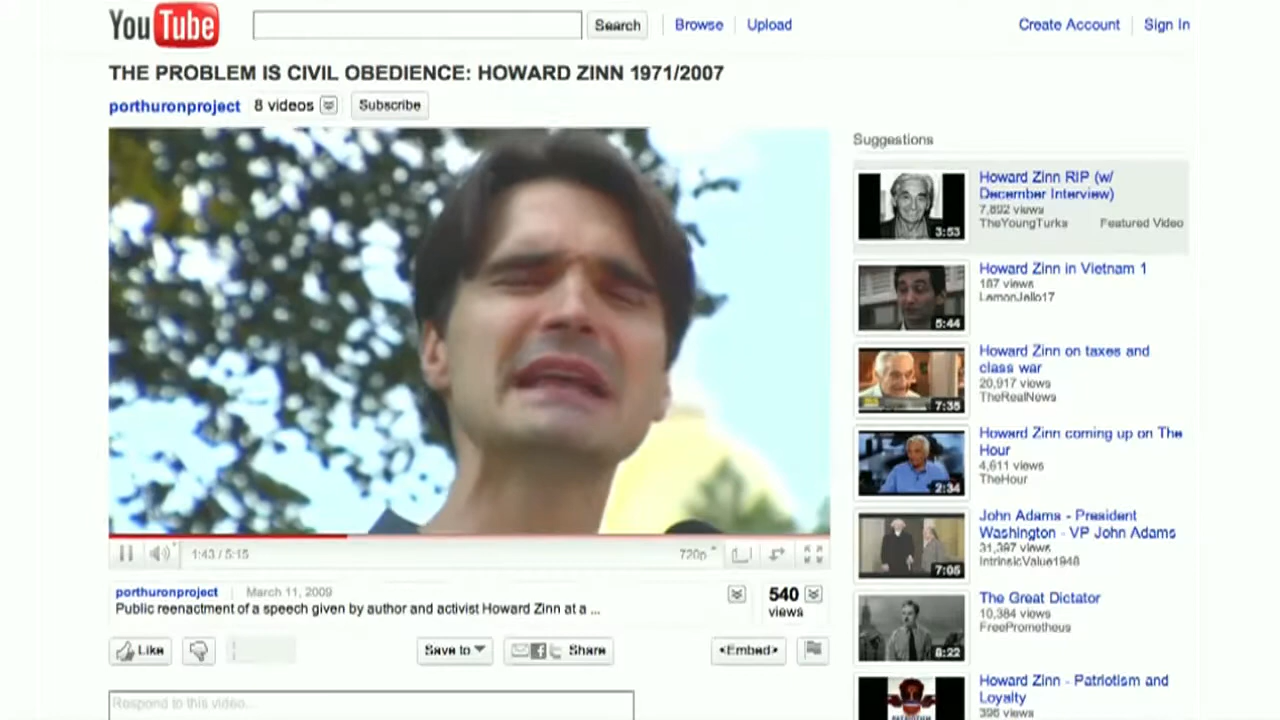 YouTube
Search
Browse
Upload
Create Account
Sign In
THE PROBLEM IS CIVIL OBEDIENCE: HOWARD ZINN 1971/2007
porthuronproject
8 videos
Subscribe
1:43 / 5:15
720p
porthuronproject
March 11, 2009
Public reenactment of a speech given by author and activist Howard Zinn at a ...
540
views
Like
Save to
Share
<Embed>
Respond to this video...
Suggestions
3:53
Howard Zinn RIP (w/
December Interview)
7,692 views
TheYoungTurks
Featured Video
5:44
Howard Zinn in Vietnam 1
187 views
LemonJello17
7:35
Howard Zinn on taxes and
class war
20,917 views
TheRealNews
2:34
Howard Zinn coming up on The
Hour
4,611 views
TheHour
7:05
John Adams - President
Washington - VP John Adams
31,397 views
IntrinsicValue1948
8:22
The Great Dictator
10,384 views
FreePrometheus
Howard Zinn - Patriotism and
Loyalty
396 views